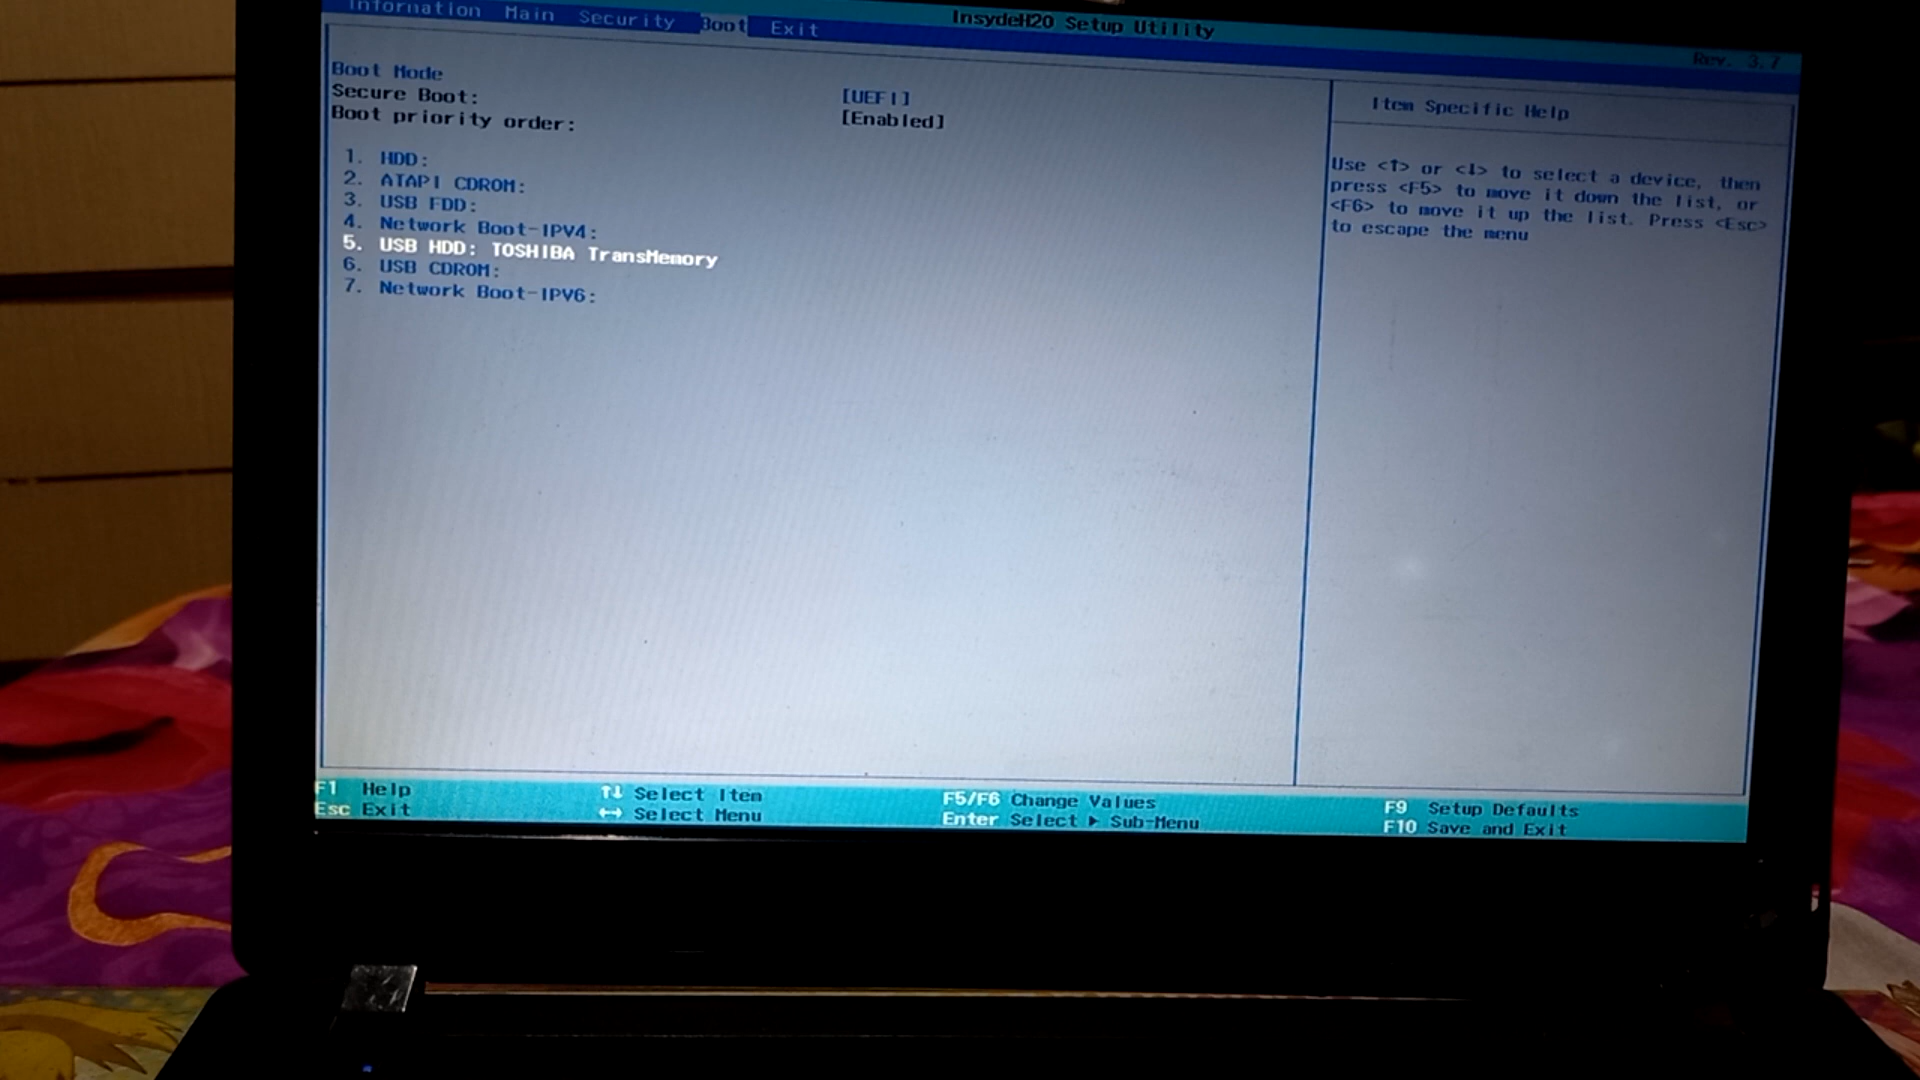 InsydeH20 Setup Utility
Rev. 3.7
Information Main Security Boot Exit
Boot Mode [UEFI]
Secure Boot: [Enabled]
Boot priority order:
1. HDD:
2. ATAPI CDROM:
3. USB FDD:
4. Network Boot-IPV4:
5. USB HDD: TOSHIBA TransMemory
6. USB CDROM:
7. Network Boot-IPV6:
Item Specific Help
Use <↑> or <↓> to select a device, then
press <F5> to move it down the list, or
<F6> to move it up the list. Press <Esc>
to escape the menu
F1 Help ↑↓ Select Item F5/F6 Change Values F9 Setup Defaults
Esc Exit ↔ Select Menu Enter Select ▶ Sub-Menu F10 Save and Exit